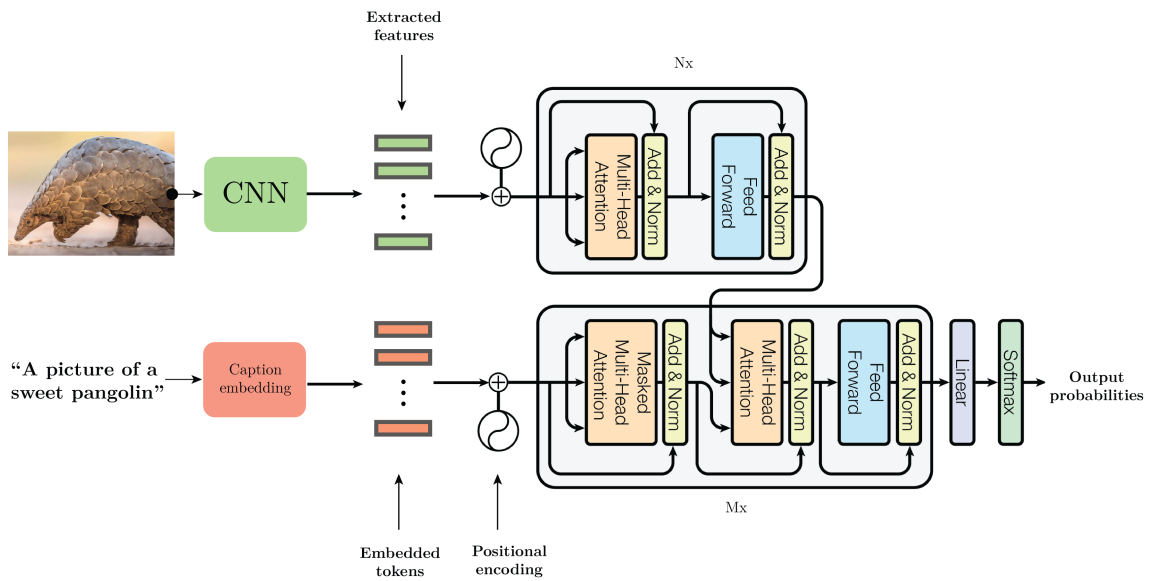 Extracted
features
Nx
CNN
Multi-Head
Attention
Add & Norm
Feed
Forward
Add & Norm
“A picture of a
sweet pangolin”
Caption
embedding
Masked
Multi-Head
Attention
Add & Norm
Multi-Head
Attention
Add & Norm
Feed
Forward
Add & Norm
Linear
Softmax
Output
probabilities
Mx
Embedded
tokens
Positional
encoding